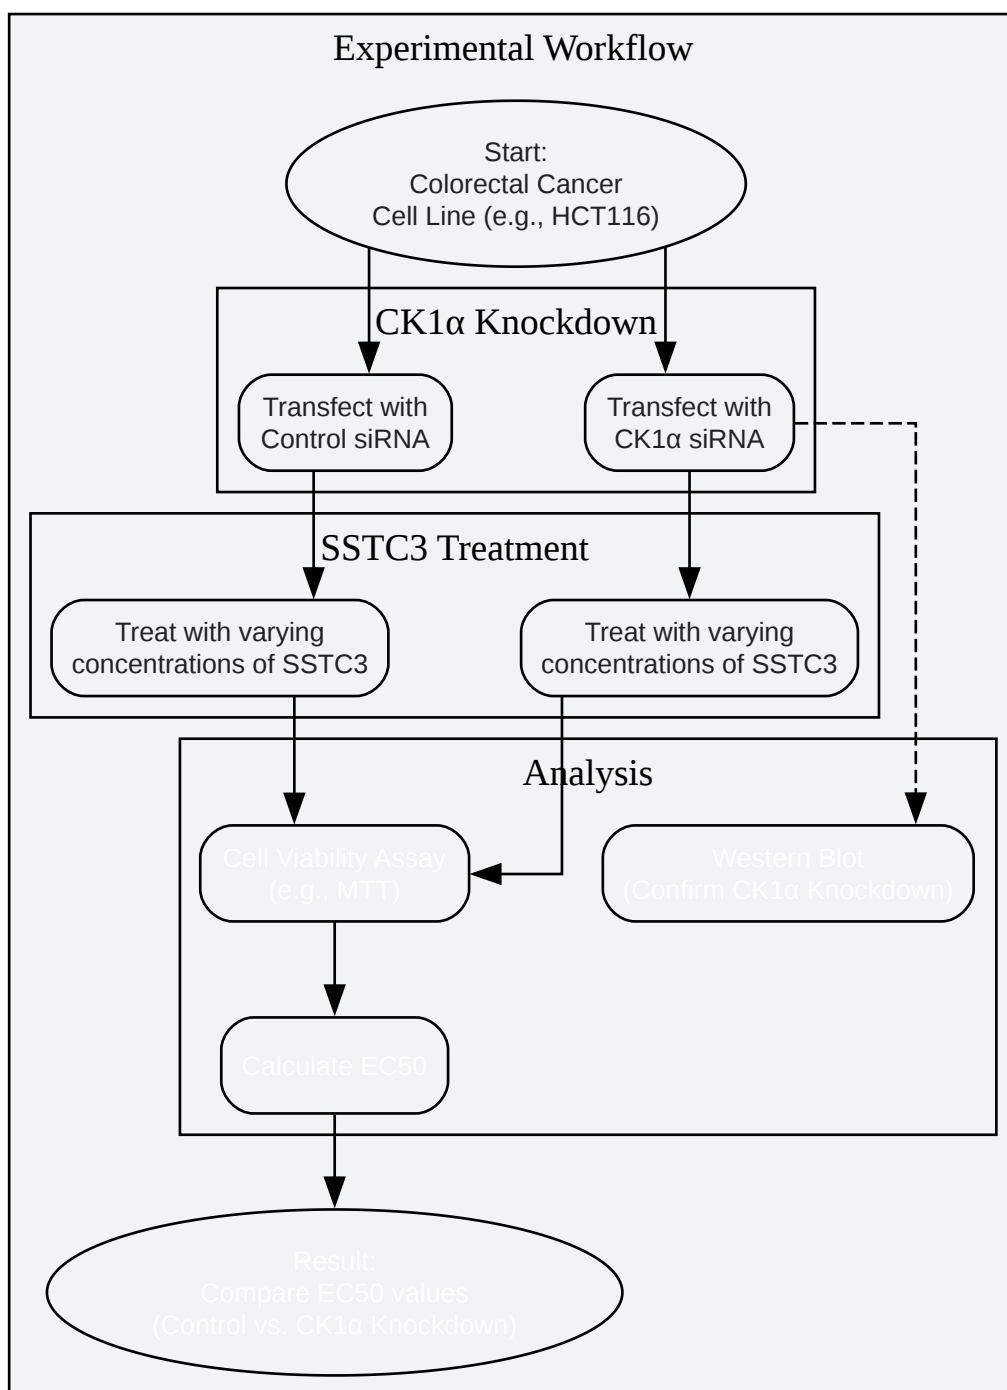 Experimental Workflow
Start:
Colorectal Cancer
Cell Line (e.g., HCT116)
CK1α Knockdown
Transfect with
Control siRNA
Transfect with
CK1α siRNA
SSTC3 Treatment
Treat with varying
concentrations of SSTC3
Treat with varying
concentrations of SSTC3
Analysis
Cell Viability Assay
(e.g., MTT)
Western Blot
(Confirm CK1α Knockdown)
Calculate EC50
Result:
Compare EC50 values
(Control vs. CK1α Knockdown)